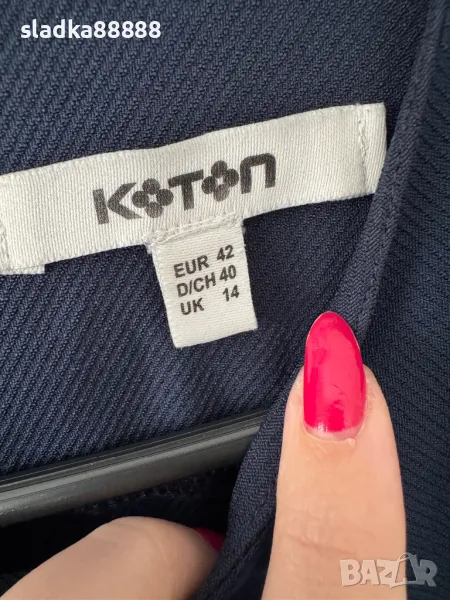 sladka88888
KOTON
EUR 42
D/CH 40
UK 14
BAZAR